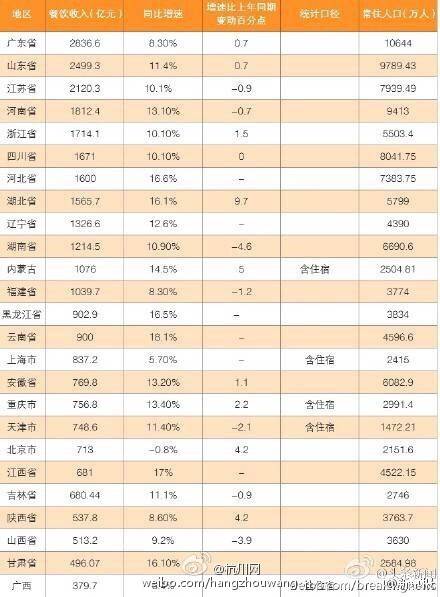 地区 餐饮收入(亿元) 同比增速 增速比上年同期变动百分点 统计口径 常住人口(万人)
广东省 2836.6 8.30% 0.7 10644
山东省 2499.3 11.4% 0.7 9789.43
江苏省 2120.3 10.1% -0.9 7939.49
河南省 1812.4 13.10% -0.7 9413
浙江省 1714.1 10.10% 1.5 5503.4
四川省 1671 10.10% 0 8041.75
河北省 1600 16.6% – 7383.75
湖北省 1565.7 16.1% 9.7 5799
辽宁省 1326.6 12.6% – 4390
湖南省 1214.5 10.90% -4.6 6690.6
内蒙古 1076 14.5% 5 含住宿 2504.81
福建省 1039.7 8.30% -1.2 3774
黑龙江省 902.9 16.5% – 3834
云南省 900 18.1% – 4596.6
上海市 837.2 5.70% – 含住宿 2415
安徽省 769.8 13.20% 1.1 6082.9
重庆市 756.8 13.40% 2.2 含住宿 2991.4
天津市 748.6 11.40% -2.1 含住宿 1472.21
北京市 713 -0.8% 4.2 2151.6
江西省 681 17% – 4522.15
吉林省 680.44 11.1% -0.9 2746
陕西省 537.8 8.60% 4.2 3763.7
山西省 513.2 9.2% -3.9 3630
甘肃省 496.07 16.10% 2584.98
广西 379.7
@杭州网
weibo.com/hangzhouwang
@头条新闻